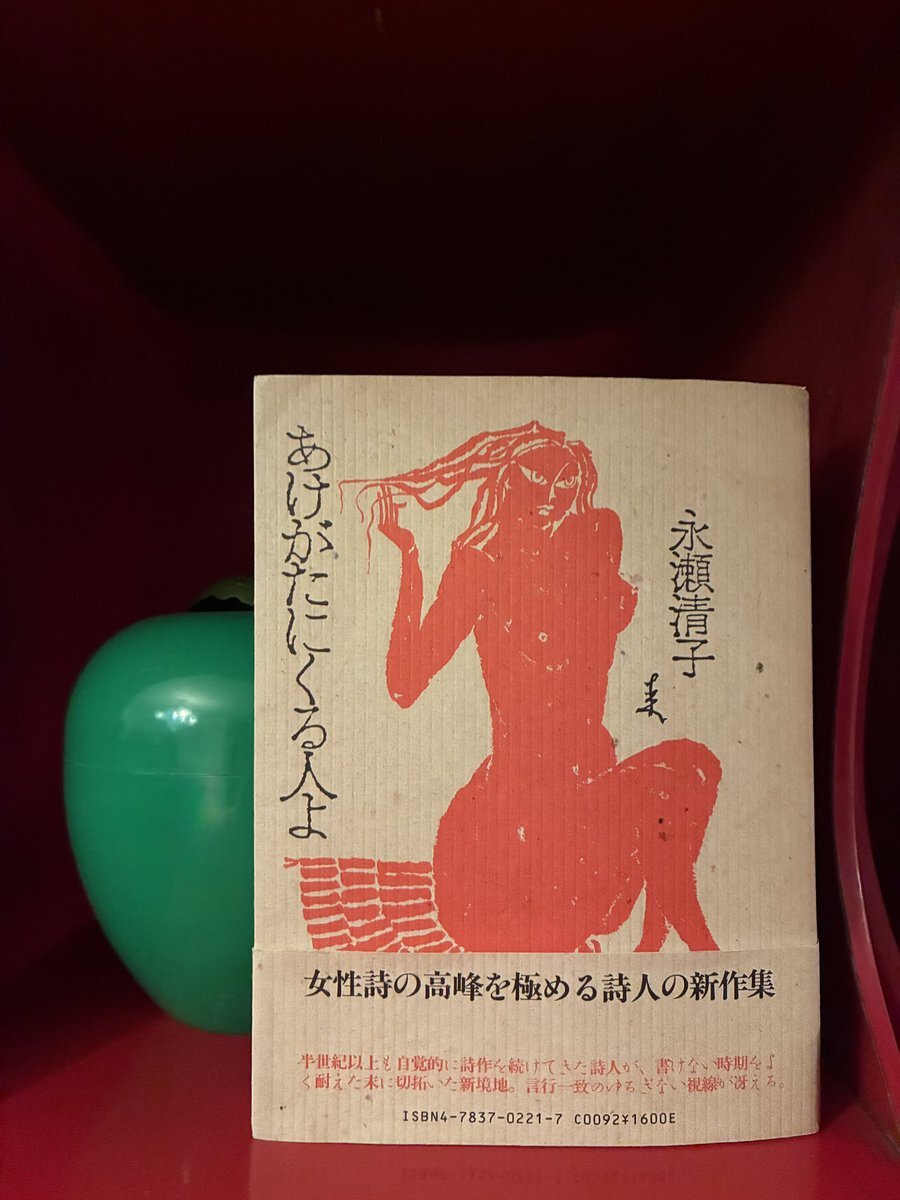 あけがたにくる人よ
永瀬清子
女性詩の高峰を極める詩人の新作集
半世紀以上も自覚的に詩作を続けてきた詩人が、書けない時期をよ
く耐えた末に切拓いた新境地。言行一致のゆるぎない視線が冴える。
ISBN4-7837-0221-7 C0092¥1600E